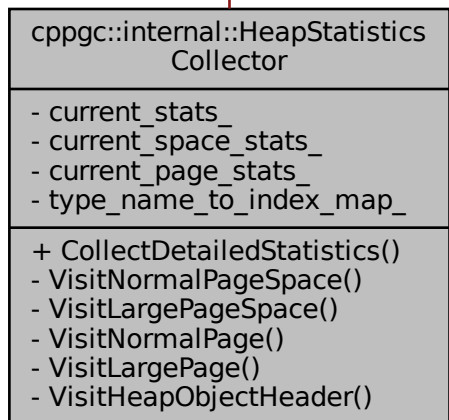 cppgc::internal::HeapStatistics
Collector
- current_stats_
- current_space_stats_
- current_page_stats_
- type_name_to_index_map_
+ CollectDetailedStatistics()
- VisitNormalPageSpace()
- VisitLargePageSpace()
- VisitNormalPage()
- VisitLargePage()
- VisitHeapObjectHeader()